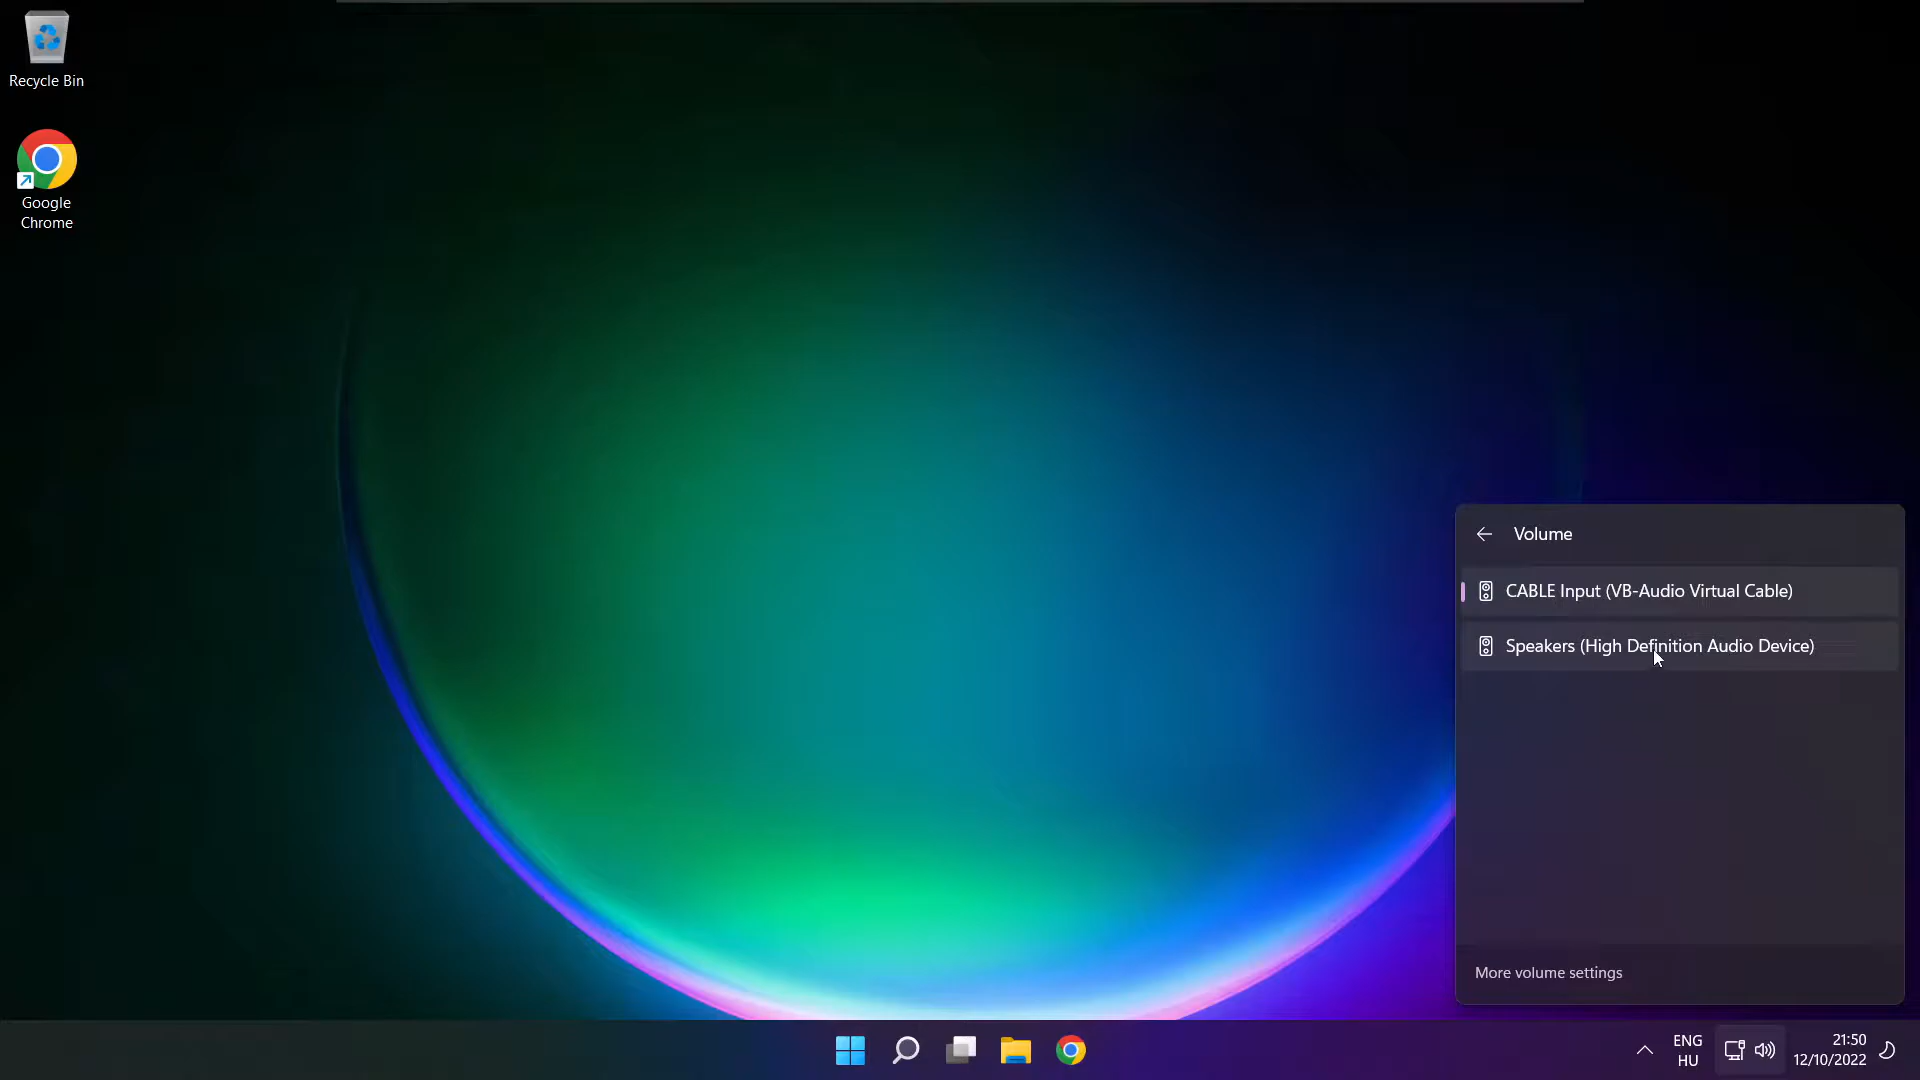 Recycle Bin
Google
Chrome
Volume
CABLE Input (VB-Audio Virtual Cable)
Speakers (High Definition Audio Device)
More volume settings
ENG
HU
21:50
12/10/2022